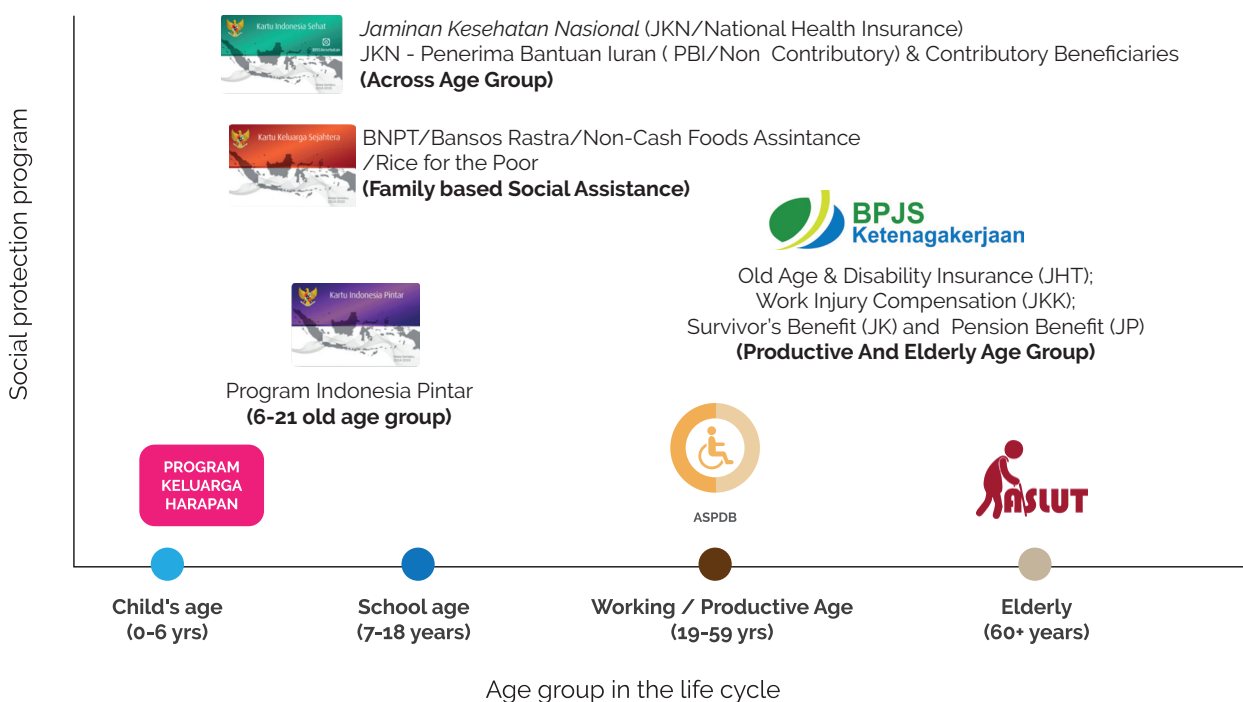 Social protection program
Kartu Indonesia Sehat
Jaminan Kesehatan Nasional (JKN/National Health Insurance)
JKN - Penerima Bantuan Iuran ( PBI/Non Contributory) & Contributory Beneficiaries
(Across Age Group)
Kartu Keluarga Sejahtera
BNPT/Bansos Rastra/Non-Cash Foods Assintance
/Rice for the Poor
(Family based Social Assistance)
BPJS
Ketenagakerjaan
Old Age & Disability Insurance (JHT);
Work Injury Compensation (JKK);
Survivor's Benefit (JK) and Pension Benefit (JP)
(Productive And Elderly Age Group)
Kartu Indonesia Pintar
Program Indonesia Pintar
(6-21 old age group)
PROGRAM
KELUARGA
HARAPAN
ASPDB
ASLUT
Child's age
(0-6 yrs)
School age
(7-18 years)
Working / Productive Age
(19-59 yrs)
Elderly
(60+ years)
Age group in the life cycle